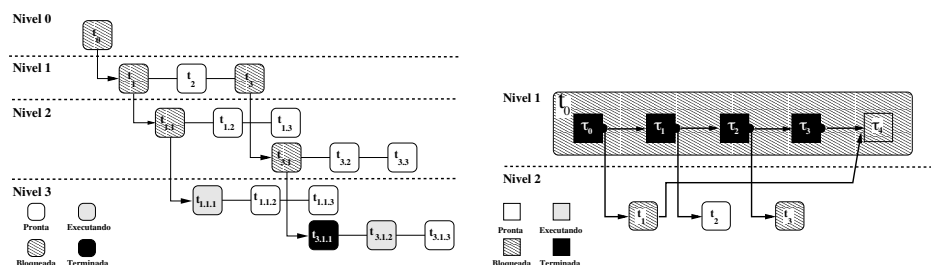 Nivel 0
t0
Nivel 1
t1
t2
t3
Nivel 2
t1.1
t1.2
t1.3
t3.1
t3.2
t3.3
Nivel 3
t1.1.1
t1.1.2
t1.1.3
t3.1.1
t3.1.2
t3.1.3
Pronta
Executando
Bloqueada
Terminada
Nivel 1
t0
τ0
τ1
τ2
τ3
τ4
Nivel 2
t1
t2
t3
Pronta
Executando
Bloqueada
Terminada